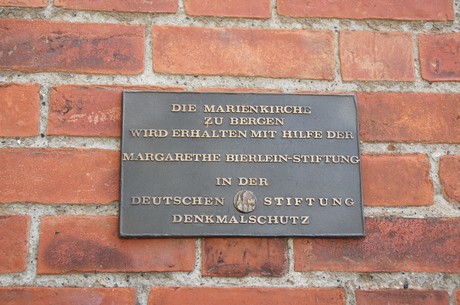 DIE MARIENKIRCHE
ZU BERGEN
WIRD ERHALTEN MIT HILFE DER
MARGARETHE BIERLEIN-STIFTUNG
IN DER
DEUTSCHEN STIFTUNG
DENKMALSCHUTZ